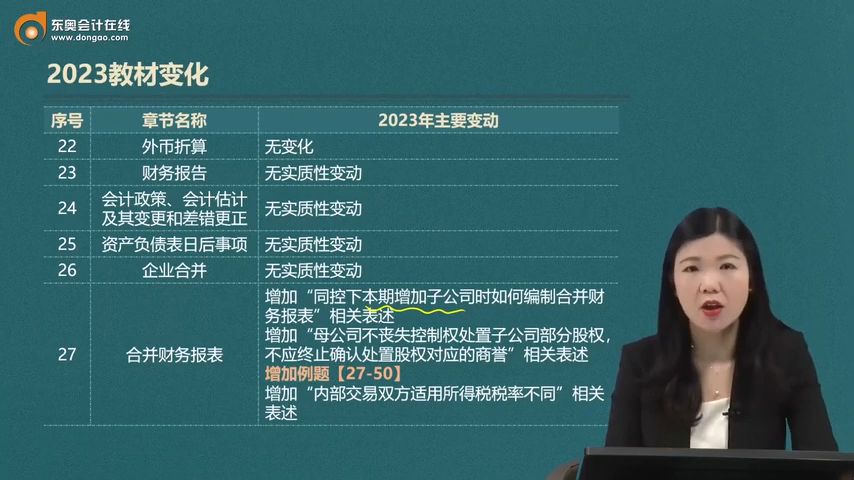 东奥会计在线
www.dongao.com
2023教材变化
序号 章节名称 2023年主要变动
22 外币折算 无变化
23 财务报告 无实质性变动
24 会计政策、会计估计
及其变更和差错更正 无实质性变动
25 资产负债表日后事项 无实质性变动
26 企业合并 无实质性变动
27 合并财务报表
增加“同控下本期增加子公司时如何编制合并财
务报表”相关表述
增加“母公司不丧失控制权处置子公司部分股权,
不应终止确认处置股权对应的商誉”相关表述
增加例题【27-50】
增加“内部交易双方适用所得税税率不同”相关
表述